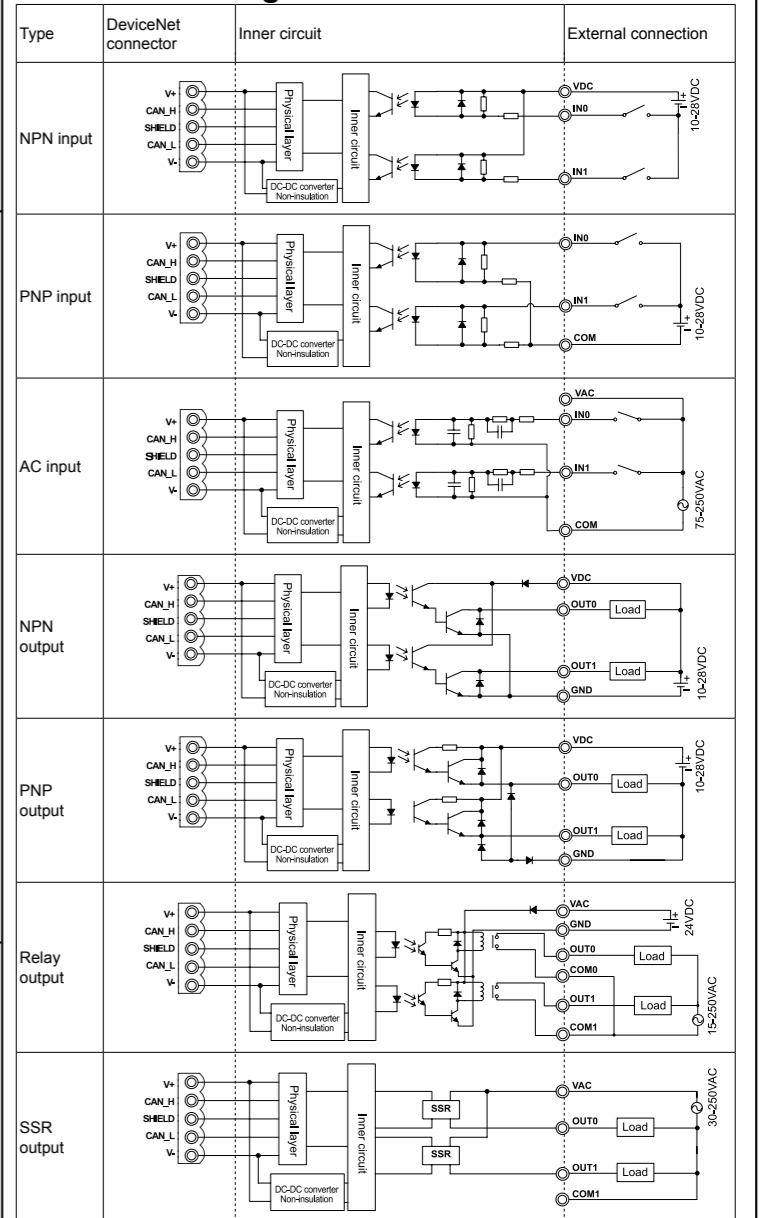 Type
DeviceNet
connector
Inner circuit
External connection
NPN input
V+
CAN_H
SHIELD
CAN_L
V-
Physical layer
DC-DC converter
Non-insulation
Inner circuit
VDC
IN0
IN1
10-28VDC
PNP input
V+
CAN_H
SHIELD
CAN_L
V-
Physical layer
DC-DC converter
Non-insulation
Inner circuit
IN0
IN1
COM
10-28VDC
AC input
V+
CAN_H
SHIELD
CAN_L
V-
Physical layer
DC-DC converter
Non-insulation
Inner circuit
VAC
IN0
IN1
COM
75-250VAC
NPN
output
V+
CAN_H
SHIELD
CAN_L
V-
Physical layer
DC-DC converter
Non-insulation
Inner circuit
VDC
OUT0
Load
OUT1
Load
GND
10-28VDC
PNP
output
V+
CAN_H
SHIELD
CAN_L
V-
Physical layer
DC-DC converter
Non-insulation
Inner circuit
VDC
OUT0
Load
OUT1
Load
GND
10-28VDC
Relay
output
V+
CAN_H
SHIELD
CAN_L
V-
Physical layer
DC-DC converter
Non-insulation
Inner circuit
VAC
GND
24VDC
OUT0
Load
COM0
OUT1
Load
COM1
15-250VAC
SSR
output
V+
CAN_H
SHIELD
CAN_L
V-
Physical layer
DC-DC converter
Non-insulation
Inner circuit
SSR
SSR
VAC
OUT0
Load
OUT1
Load
COM1
30-250VAC